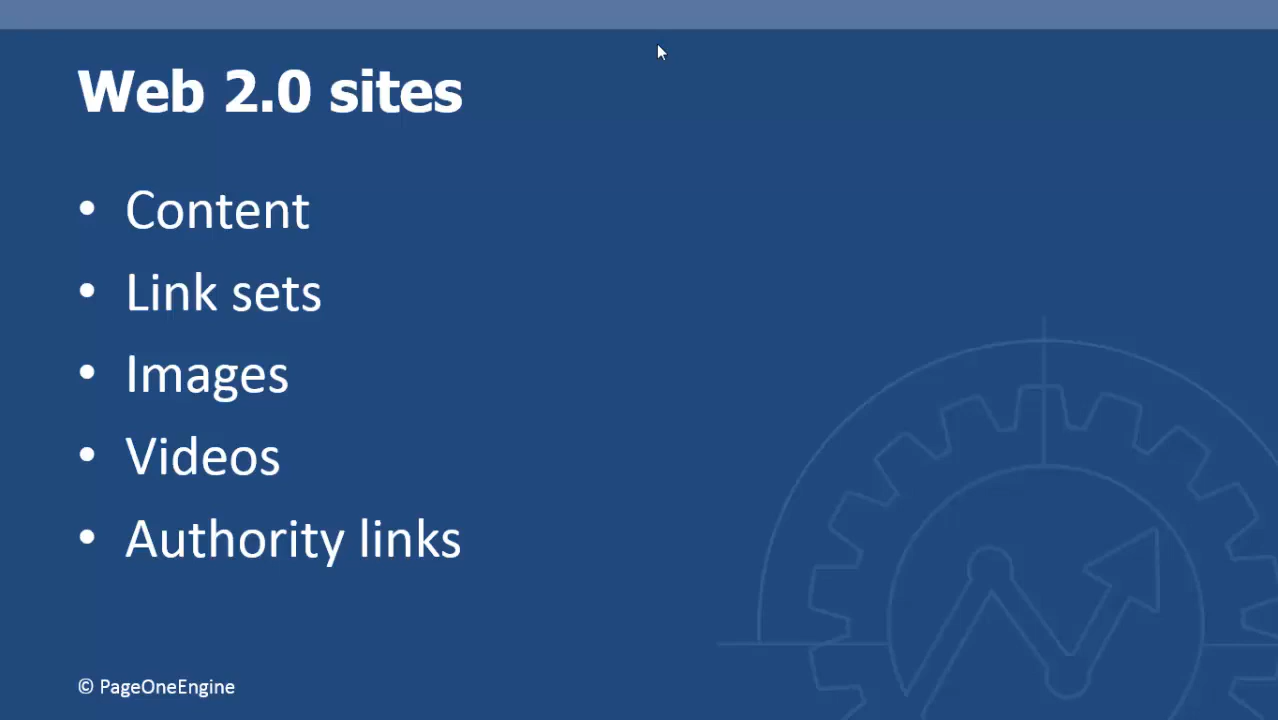 Web 2.0 sites
• Content
• Link sets
• Images
• Videos
• Authority links
© PageOneEngine